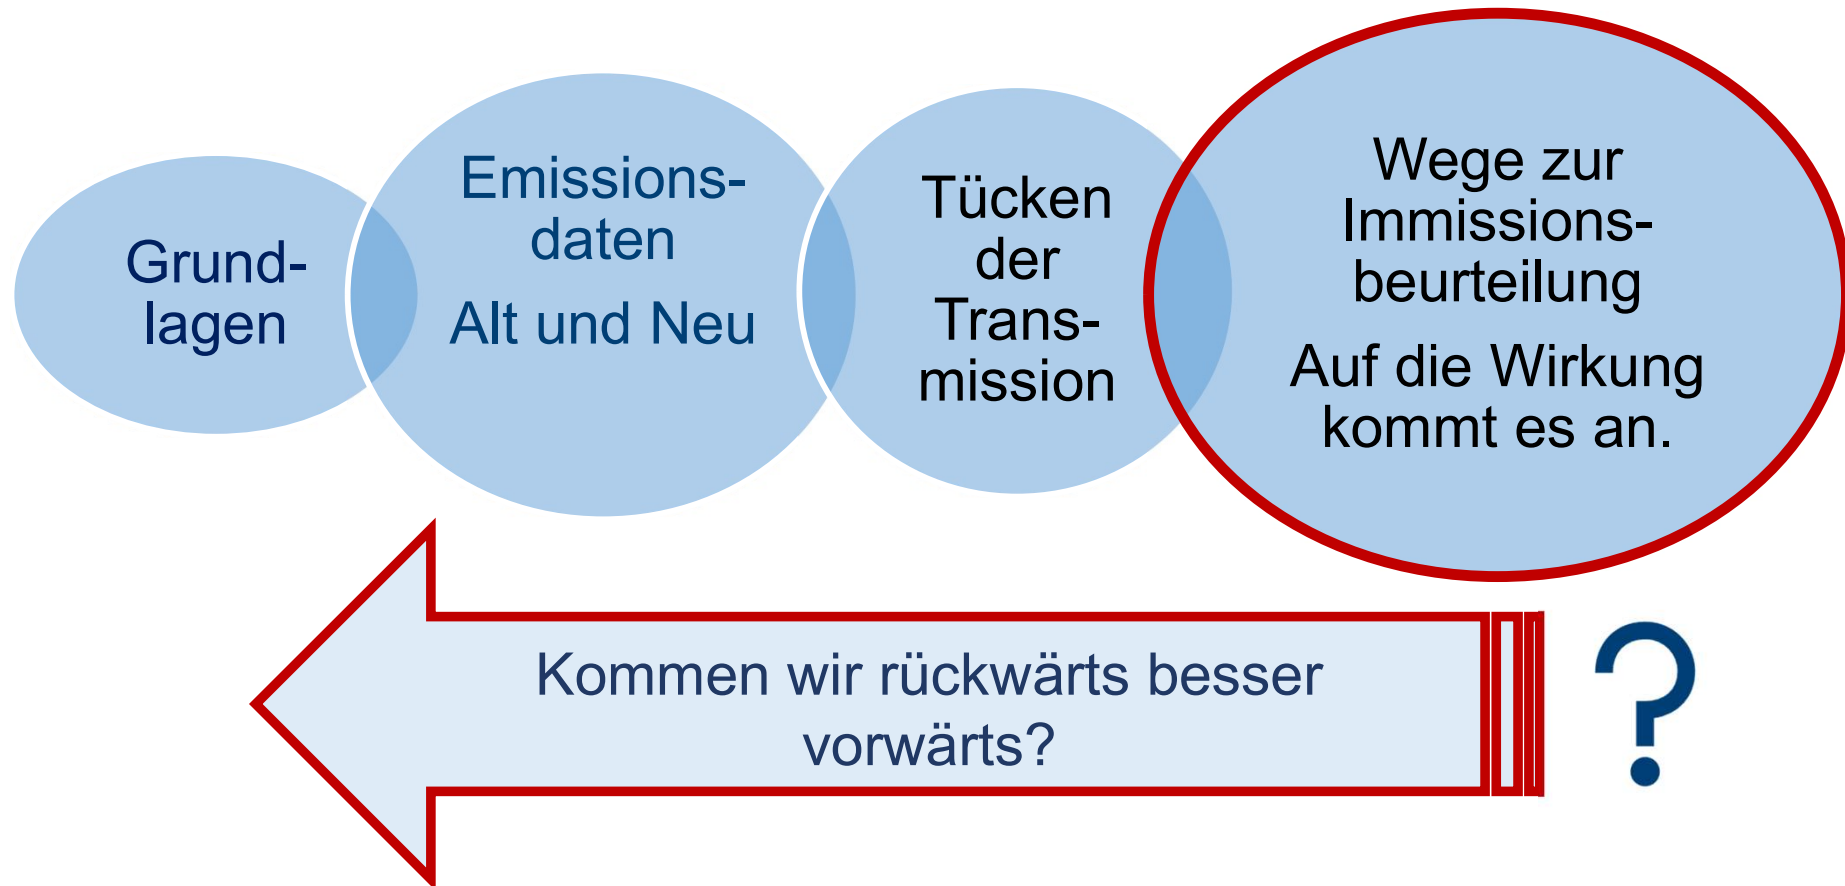 Grund-
lagen
Emissions-
daten
Alt und Neu
Tücken
der
Trans-
mission
Wege zur
Immissions-
beurteilung
Auf die Wirkung
kommt es an.
Kommen wir rückwärts besser
vorwärts?
?